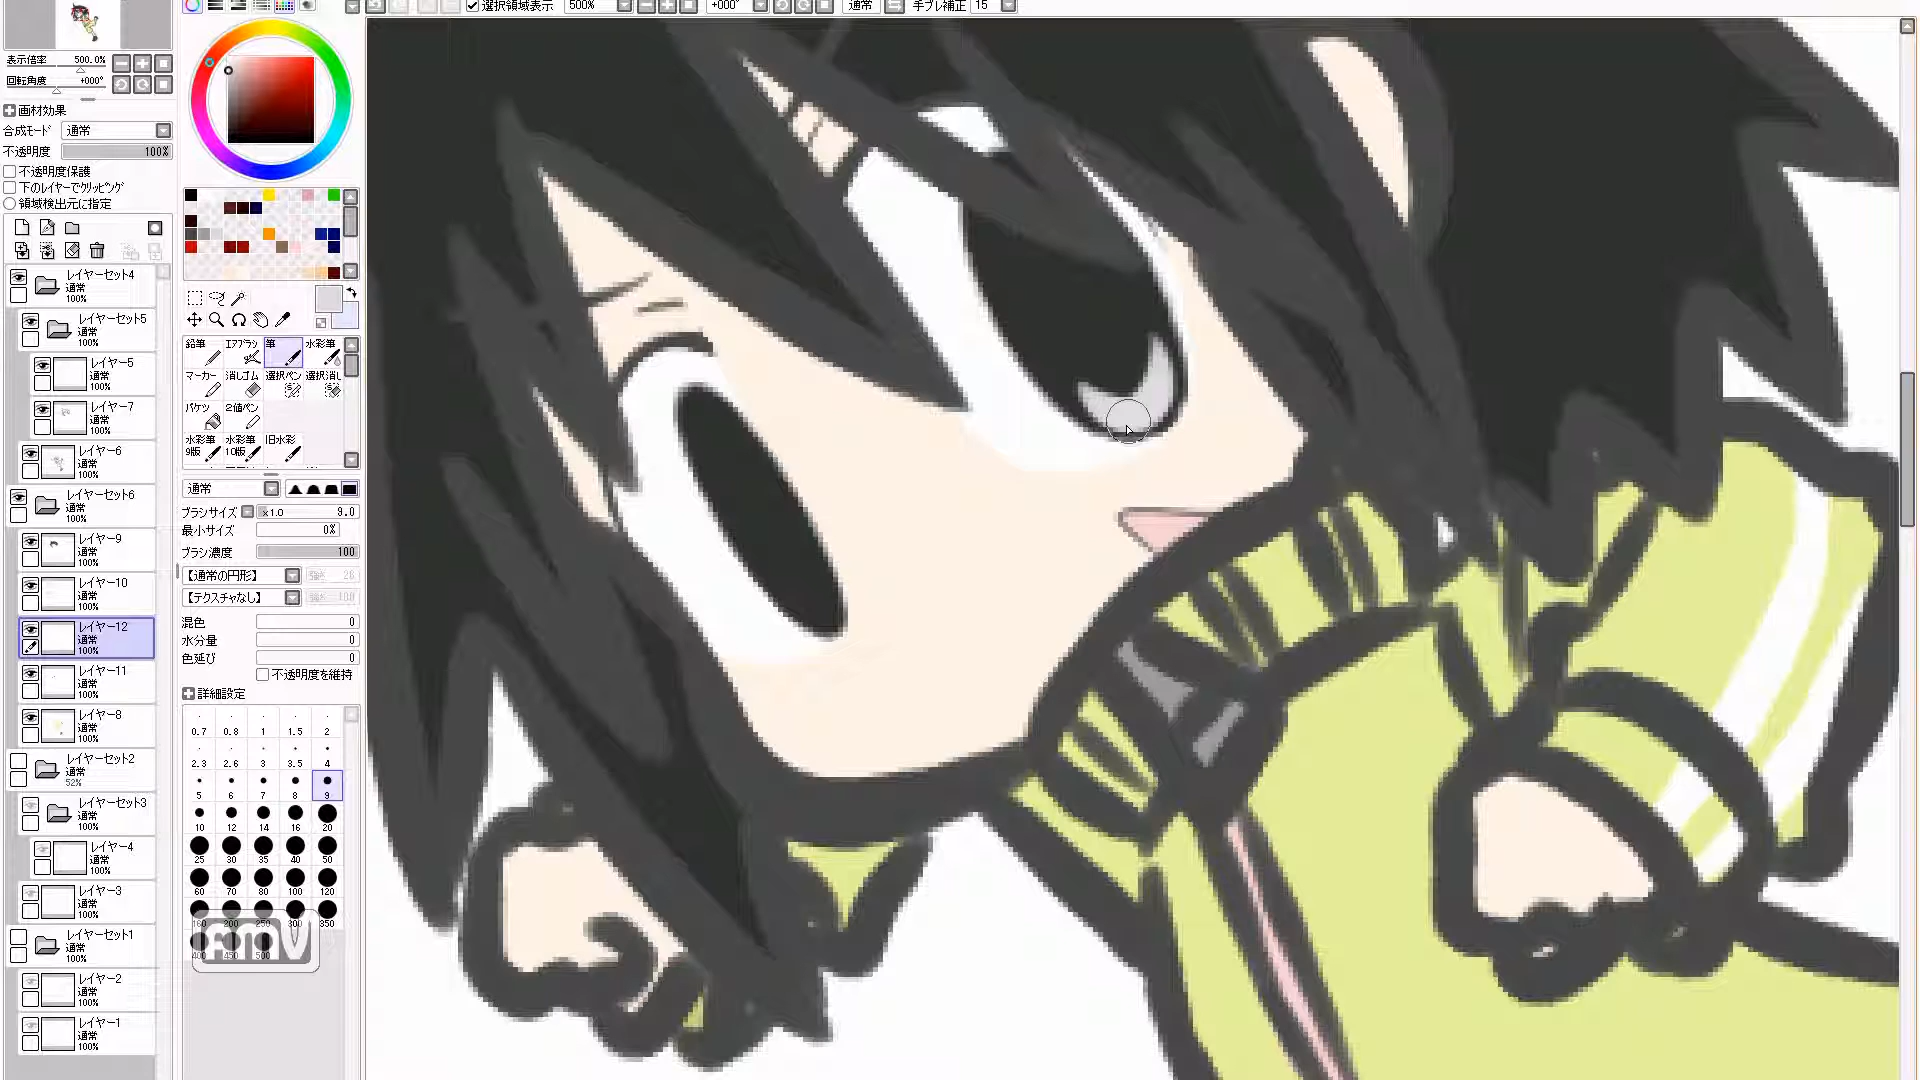 選択領域表示 500% +000° 通常 手ブレ補正 15
表示倍率 500.0%
回転角度 +000°
画材効果
合成モード 通常
不透明度 100%
不透明度保護
下のレイヤーでクリッピング
領域検出元に指定
レイヤーセット4
通常
100%
レイヤーセット5
通常
100%
レイヤー5
通常
100%
レイヤー7
通常
100%
レイヤー6
通常
100%
レイヤーセット6
通常
100%
レイヤー9
通常
100%
レイヤー10
通常
100%
レイヤー12
通常
100%
レイヤー11
通常
100%
レイヤー8
通常
100%
レイヤーセット2
通常
52%
レイヤーセット3
通常
100%
レイヤー4
通常
100%
レイヤー3
通常
100%
レイヤーセット1
通常
100%
レイヤー2
通常
100%
レイヤー1
通常
100%
鉛筆 エアブラシ 筆 水彩筆
マーカー 消しゴム 選択ペン 選択消し
バケツ 2値ペン
水彩筆 水彩筆 旧水彩
9版 10版
通常
ブラシサイズ x1.0 9.0
最小サイズ 0%
ブラシ濃度 100
【通常の円形】 強さ
【テクスチャなし】 強さ 100
混色 0
水分量 0
色延び 0
不透明度を維持
詳細設定
0.7 0.8 1 1.5 2
2.3 2.6 3 3.5 4
5 6 7 8 9
10 12 14 16 20
25 30 35 40 50
60 70 80 100 120
160 200 250 300 350
400 450 500
AMV